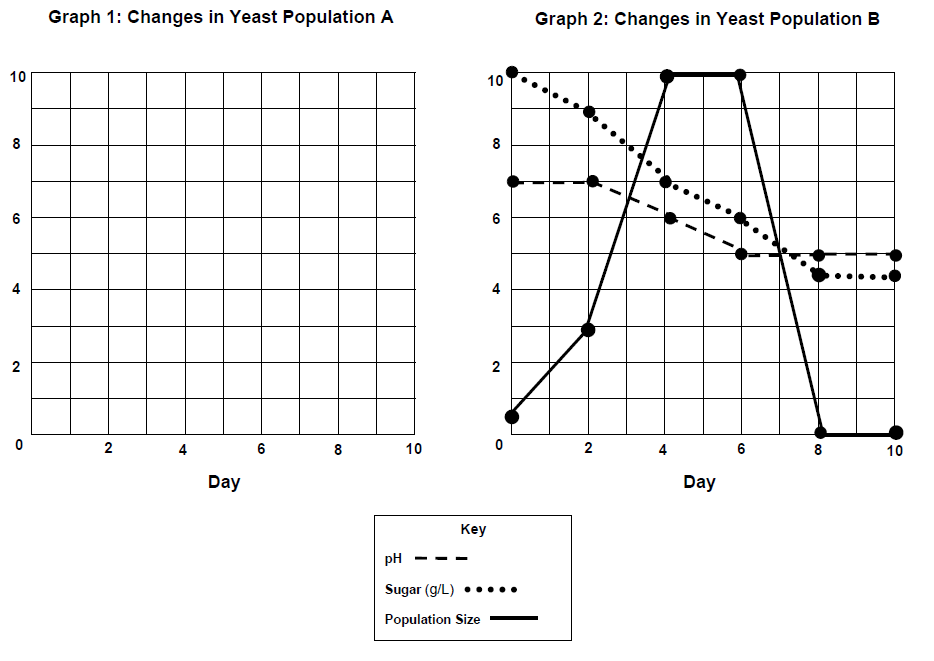 Graph 1: Changes in Yeast Population A
10
8
6
4
2
0
2 4 6 8 10
Day
Graph 2: Changes in Yeast Population B
10
8
6
4
2
0
2 4 6 8 10
Day
Key
pH
Sugar (g/L)
Population Size